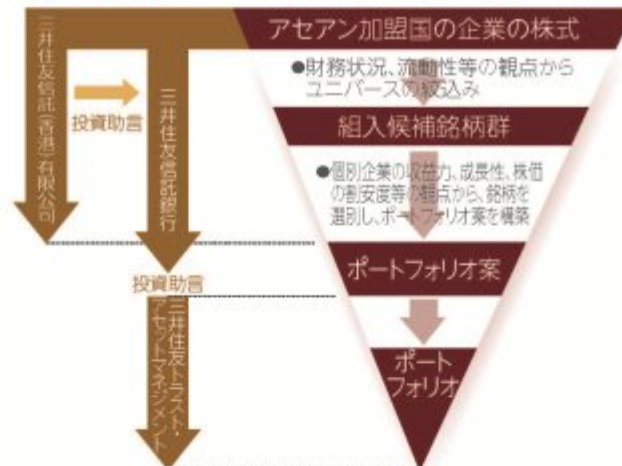 アセアン加盟国の企業の株式
●財務状況、流動性等の観点から
ユニバースの絞込み
組入候補銘柄群
●個別企業の収益力、成長性、株価
の割安度等の観点から、銘柄を
選別し、ポートフォリオ案を構築
ポートフォリオ案
ポート
フォリオ
三井住友信託(香港)有限公司
投資助言
三井住友信託銀行
投資助言
三井住友トラスト・
アセットマネジメント